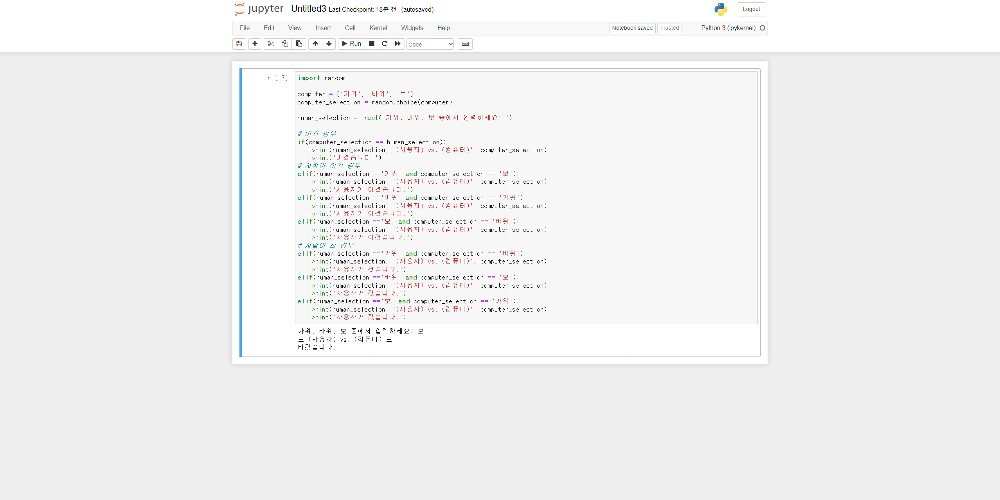 jupyter Untitled3 Last Checkpoint: 18분 전 (autosaved) Logout
File Edit View Insert Cell Kernel Widgets Help Notebook saved Trusted Python 3 (ipykernel)
Run Code
In [17]: import random
computer = ['가위', '바위', '보']
computer_selection = random.choice(computer)
human_selection = input('가위, 바위, 보 중에서 입력하세요: ')
# 비긴 경우
if(computer_selection == human_selection):
    print(human_selection, '(사용자) vs. (컴퓨터)', computer_selection)
    print('비겼습니다.')
# 사람이 이긴 경우
elif(human_selection =='가위' and computer_selection == '보'):
    print(human_selection, '(사용자) vs. (컴퓨터)', computer_selection)
    print('사용자가 이겼습니다.')
elif(human_selection =='바위' and computer_selection == '가위'):
    print(human_selection, '(사용자) vs. (컴퓨터)', computer_selection)
    print('사용자가 이겼습니다.')
elif(human_selection =='보' and computer_selection == '바위'):
    print(human_selection, '(사용자) vs. (컴퓨터)', computer_selection)
    print('사용자가 이겼습니다.')
# 사람이 진 경우
elif(human_selection =='가위' and computer_selection == '바위'):
    print(human_selection, '(사용자) vs. (컴퓨터)', computer_selection)
    print('사용자가 졌습니다.')
elif(human_selection =='바위' and computer_selection == '보'):
    print(human_selection, '(사용자) vs. (컴퓨터)', computer_selection)
    print('사용자가 졌습니다.')
elif(human_selection =='보' and computer_selection == '가위'):
    print(human_selection, '(사용자) vs. (컴퓨터)', computer_selection)
    print('사용자가 졌습니다.')
가위, 바위, 보 중에서 입력하세요: 보
보 (사용자) vs. (컴퓨터) 보
비겼습니다.